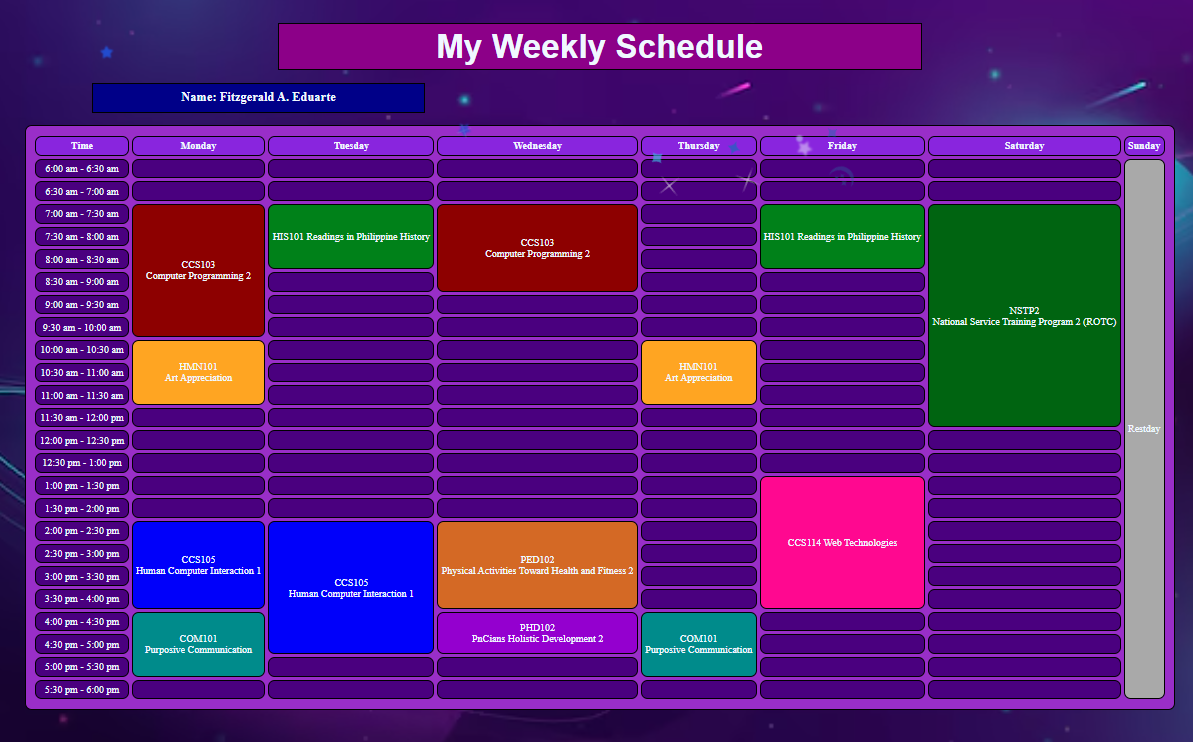 My Weekly Schedule
Name: Fitzgerald A. Eduarte
Time Monday Tuesday Wednesday Thursday Friday Saturday Sunday
6:00 am - 6:30 am
6:30 am - 7:00 am
7:00 am - 7:30 am
7:30 am - 8:00 am
8:00 am - 8:30 am
8:30 am - 9:00 am
9:00 am - 9:30 am
9:30 am - 10:00 am
10:00 am - 10:30 am
10:30 am - 11:00 am
11:00 am - 11:30 am
11:30 am - 12:00 pm
12:00 pm - 12:30 pm
12:30 pm - 1:00 pm
1:00 pm - 1:30 pm
1:30 pm - 2:00 pm
2:00 pm - 2:30 pm
2:30 pm - 3:00 pm
3:00 pm - 3:30 pm
3:30 pm - 4:00 pm
4:00 pm - 4:30 pm
4:30 pm - 5:00 pm
5:00 pm - 5:30 pm
5:30 pm - 6:00 pm
CCS103
Computer Programming 2
HMN101
Art Appreciation
CCS105
Human Computer Interaction 1
COM101
Purposive Communication
HIS101 Readings in Philippine History
CCS105
Human Computer Interaction 1
CCS103
Computer Programming 2
PED102
Physical Activities Toward Health and Fitness 2
PHD102
PnCians Holistic Development 2
HMN101
Art Appreciation
COM101
Purposive Communication
HIS101 Readings in Philippine History
CCS114 Web Technologies
NSTP2
National Service Training Program 2 (ROTC)
Restday